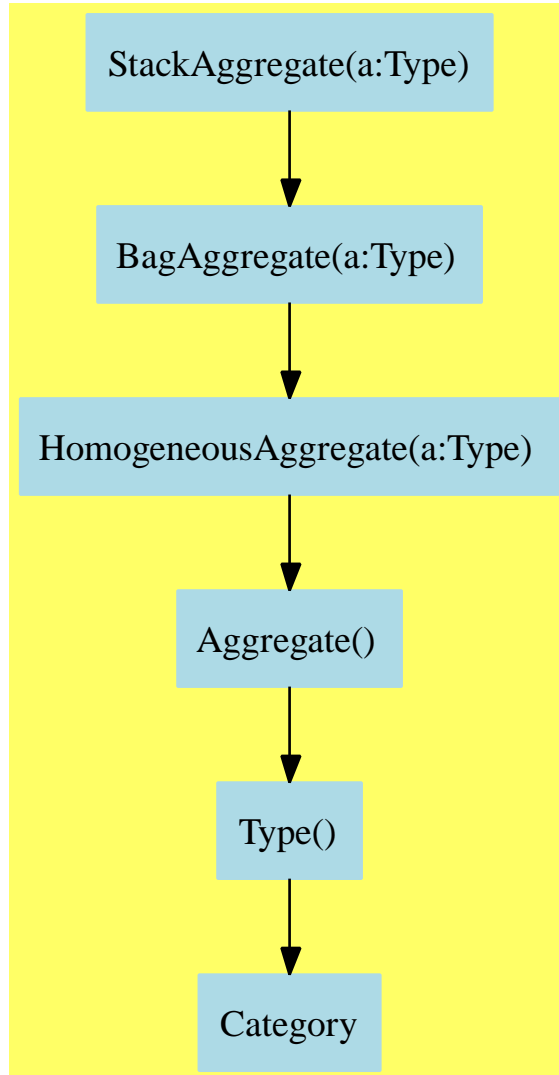 StackAggregate(a:Type)
BagAggregate(a:Type)
HomogeneousAggregate(a:Type)
Aggregate()
Type()
Category